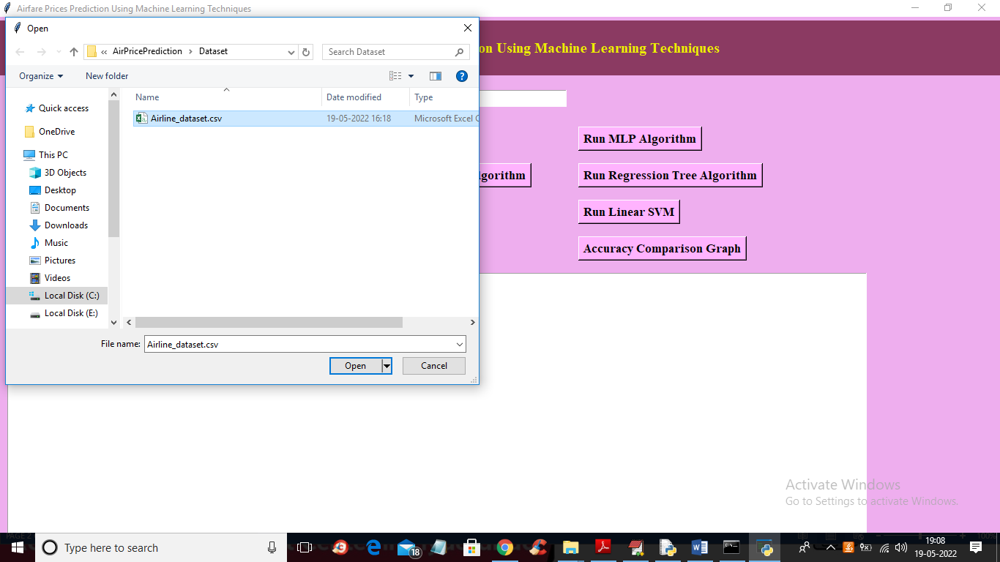 Airfare Prices Prediction Using Machine Learning Techniques
Open
« AirPricePrediction > Dataset
Search Dataset
on Using Machine Learning Techniques
Organize
New folder
Name
Date modified
Type
Quick access
Airline_dataset.csv
19-05-2022 16:18
Microsoft Excel C
OneDrive
This PC
3D Objects
Desktop
Documents
Downloads
Music
Pictures
Videos
Local Disk (C:)
Local Disk (E:)
File name:
Airline_dataset.csv
Open
Cancel
Run MLP Algorithm
lgorithm
Run Regression Tree Algorithm
Run Linear SVM
Accuracy Comparison Graph
Activate Windows
Go to Settings to activate Windows.
PAGE 2
100%
Type here to search
18
19:08
19-05-2022